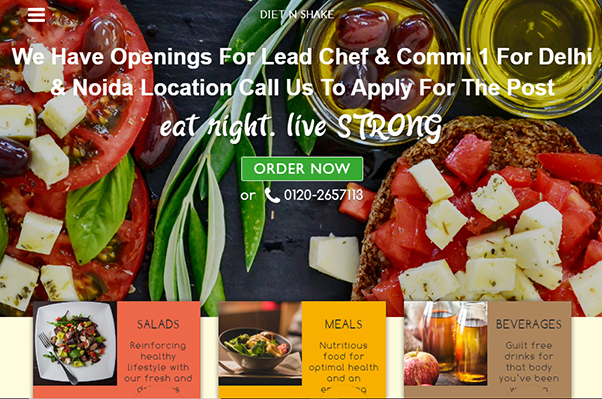 DIET N SHAKE
We Have Openings For Lead Chef & Commi 1 For Delhi
& Noida Location Call Us To Apply For The Post
eat right. live STRONG
ORDER NOW
or 0120-2657113
SALADS
Reinforcing
healthy
lifestyle with
our fresh and
MEALS
Nutritious
food for
optimal health
and an
BEVERAGES
Guilt free
drinks for
that body
you've been